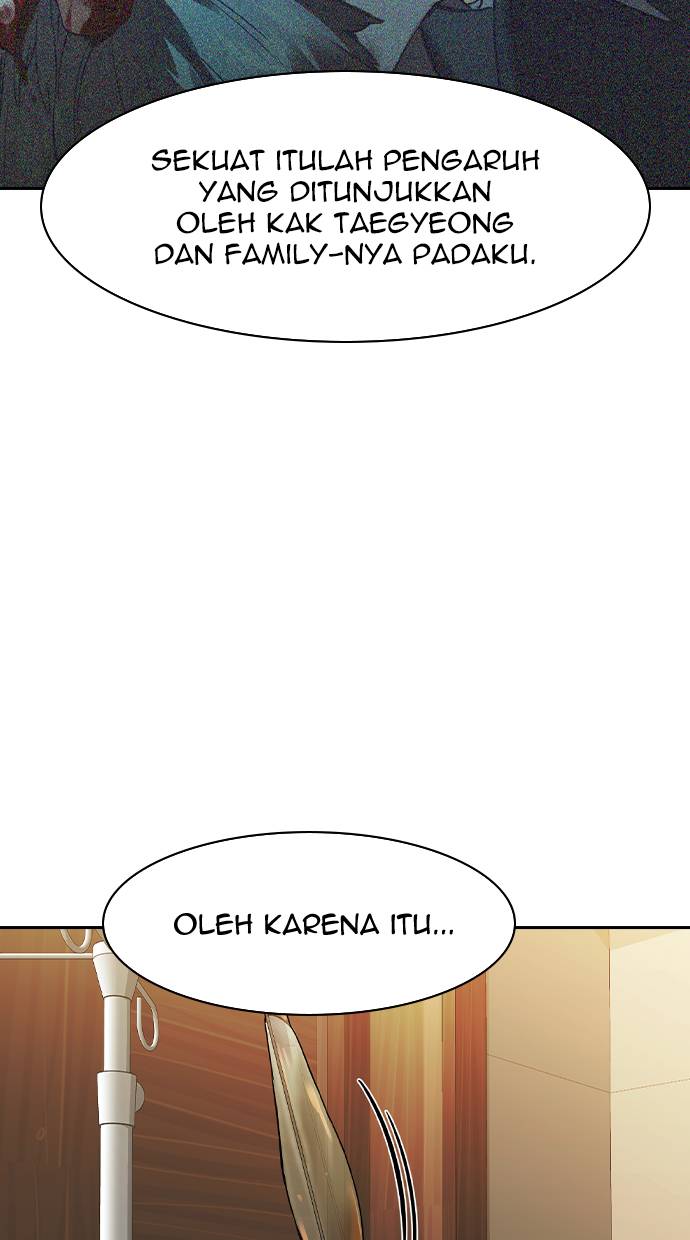 SEKUAT ITULAH PENGARUH
YANG DITUNJUKKAN
OLEH KAK TAEGYEONG
DAN FAMILY-NYA PADAKU.
OLEH KARENA ITU...